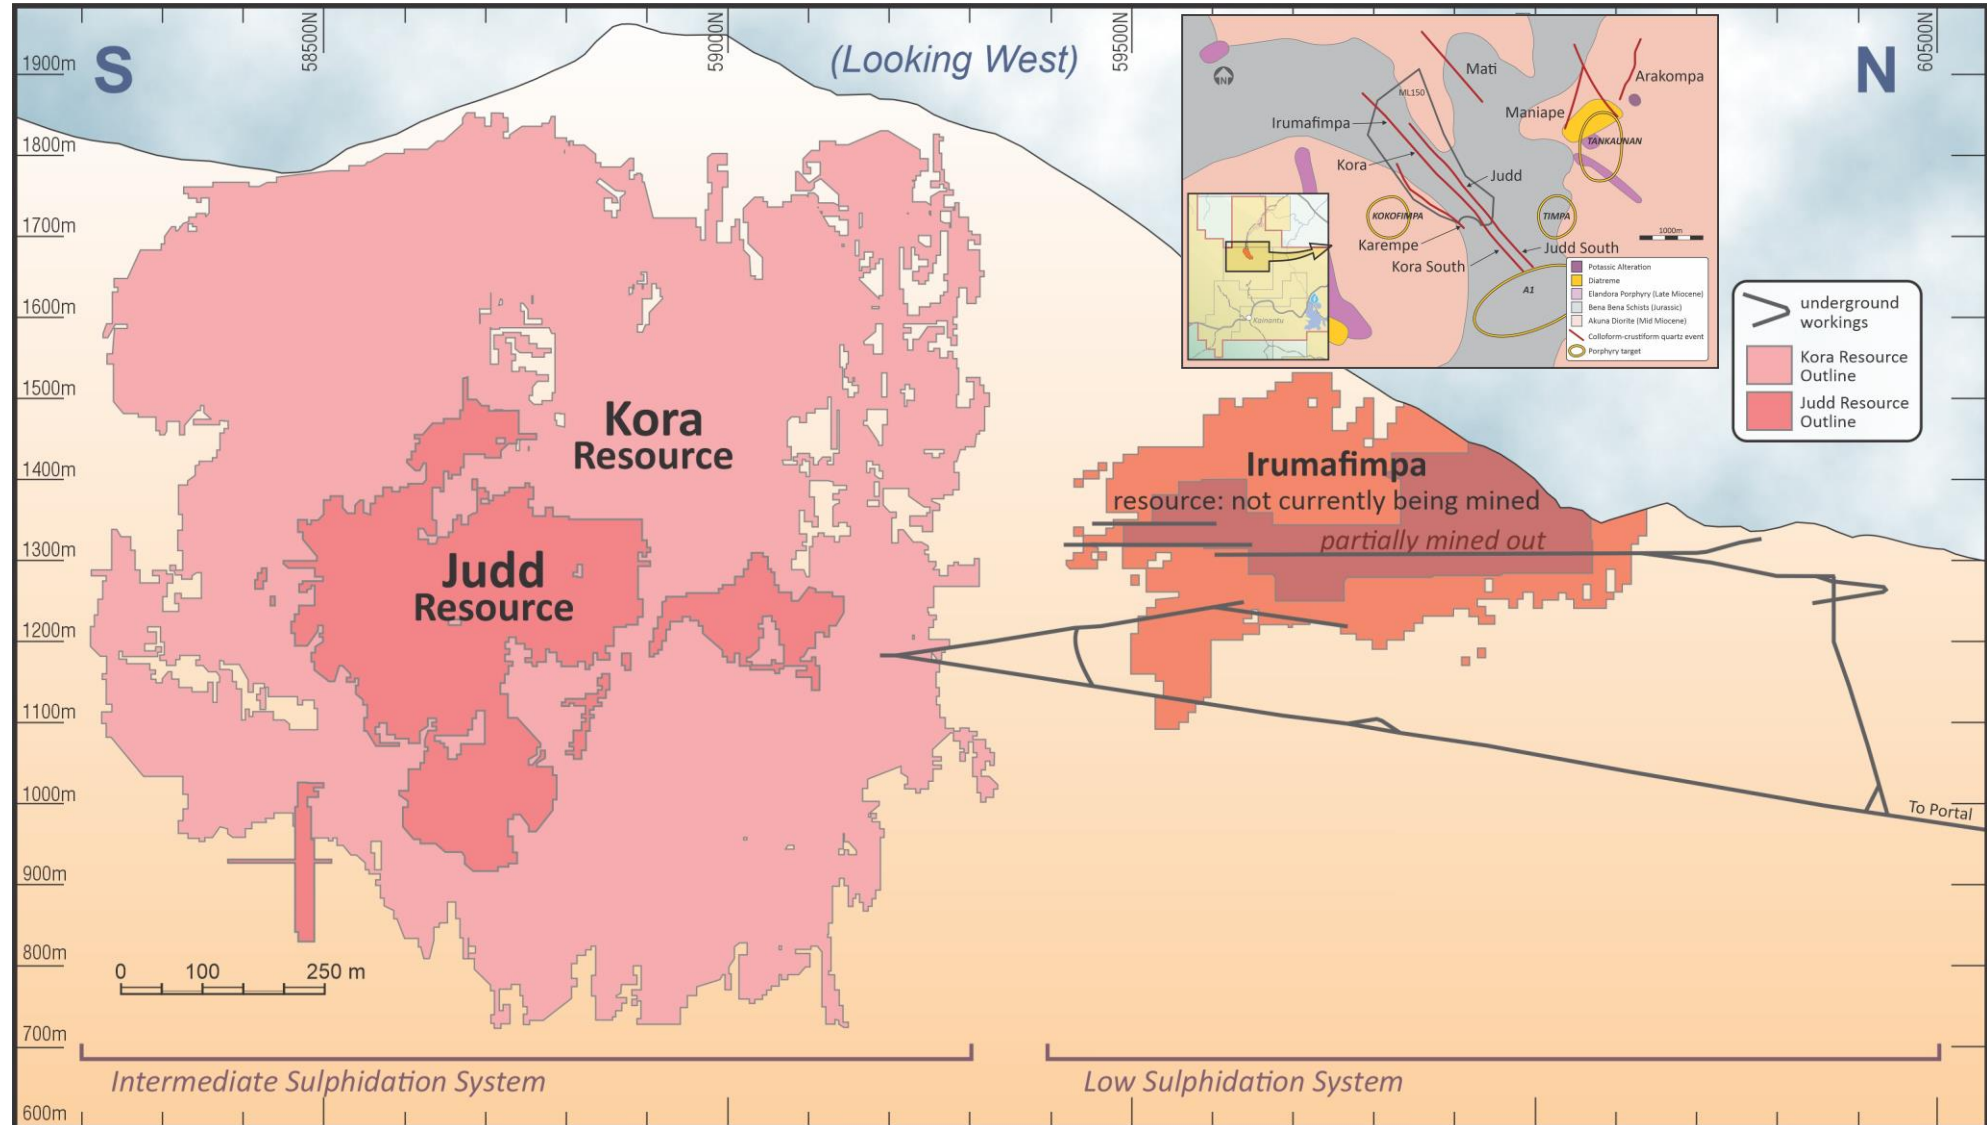 58500N
59000N
59500N
60500N
S
(Looking West)
N
1900m
1800m
1700m
1600m
1500m
1400m
1300m
1200m
1100m
1000m
900m
800m
700m
600m
N
Mati
Arakompa
ML150
Maniape
Irumafimpa
TANKAUNAN
Kora
Judd
KOKOFIMPA
TIMPA
Karempe
Judd South
Kora South
1000m
A1
Kainantu
Potassic Alteration
Diatreme
Elandora Porphyry (Late Miocene)
Bena Bena Schists (Jurassic)
Akuna Diorite (Mid Miocene)
Colloform-crustiform quartz event
Porphyry target
underground
workings
Kora Resource
Outline
Judd Resource
Outline
Kora
Resource
Judd
Resource
Irumafimpa
resource: not currently being mined
partially mined out
To Portal
0 100 250 m
Intermediate Sulphidation System
Low Sulphidation System